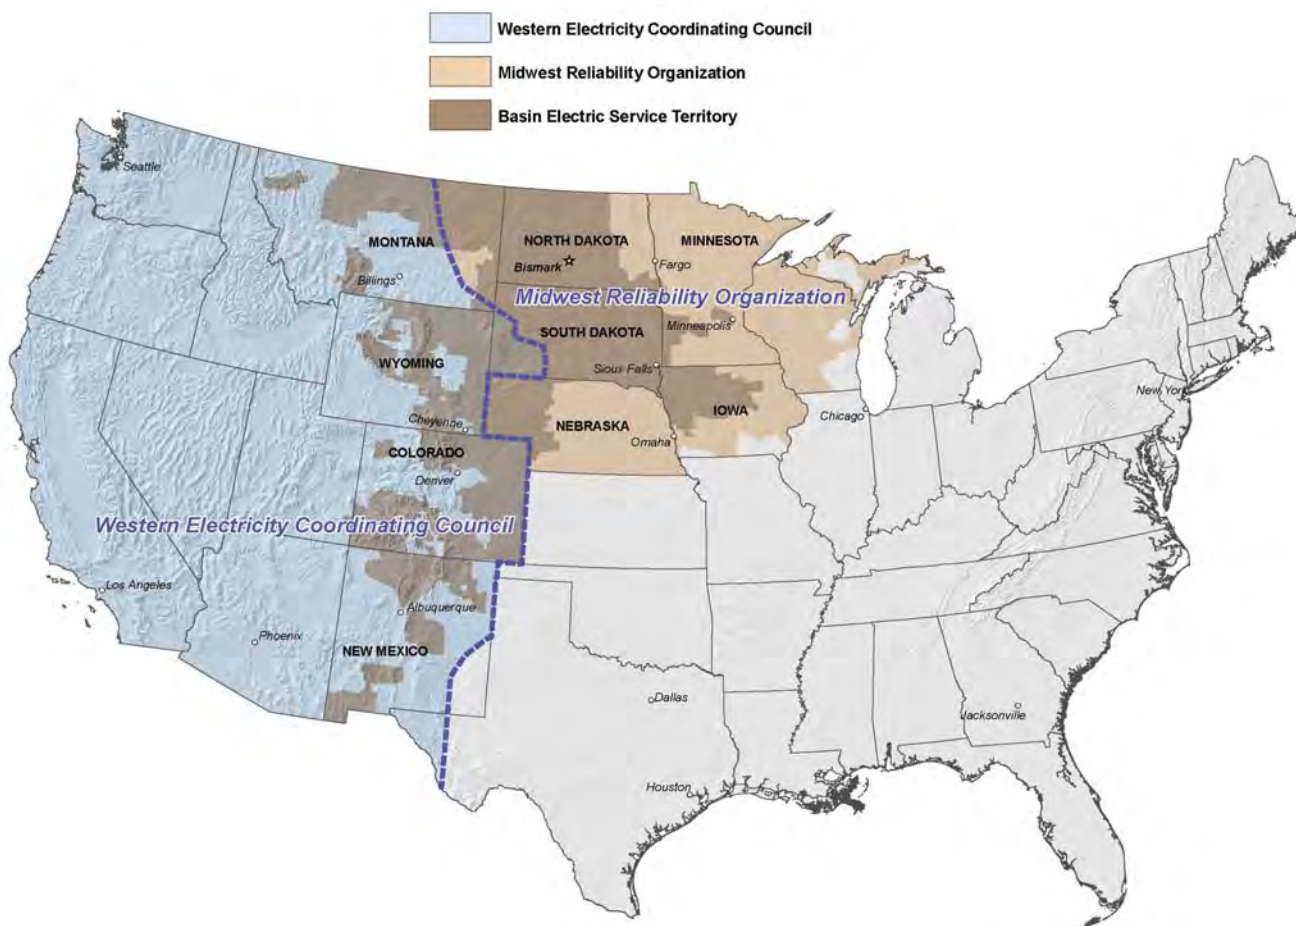 Western Electricity Coordinating Council
Midwest Reliability Organization
Basin Electric Service Territory
Seattle
MONTANA
NORTH DAKOTA
MINNESOTA
Bismark
Fargo
Billings
Midwest Reliability Organization
Minneapolis
SOUTH DAKOTA
WYOMING
Sioux Falls
New York
IOWA
Chicago
Cheyenne
NEBRASKA
Omaha
COLORADO
Denver
Western Electricity Coordinating Council
Los Angeles
Albuquerque
Phoenix
NEW MEXICO
Dallas
Jacksonville
Houston